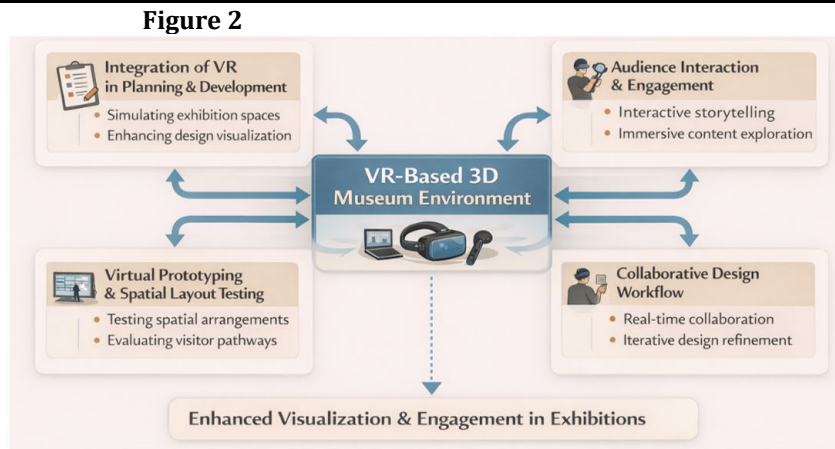 Figure 2
Integration of VR
in Planning & Development
• Simulating exhibition spaces
• Enhancing design visualization
Audience Interaction
& Engagement
• Interactive storytelling
• Immersive content exploration
VR-Based 3D
Museum Environment
Virtual Prototyping
& Spatial Layout Testing
• Testing spatial arrangements
• Evaluating visitor pathways
Collaborative Design
Workflow
• Real-time collaboration
• Iterative design refinement
Enhanced Visualization & Engagement in Exhibitions